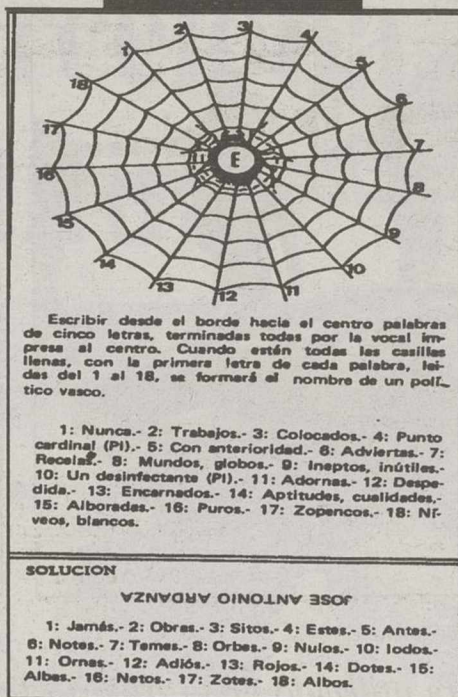 1
2
3
4
5
6
7
8
9
10
11
12
13
14
15
16
17
18
E
Escribir desde el borde hacia el centro palabras
de cinco letras, terminadas todas por la vocal im-
presa al centro. Cuando estén todas las casillas
llenas, con la primera letra de cada palabra, leí-
das del 1 al 18, se formará el nombre de un polí-
tico vasco.
1: Nunca.- 2: Trabajos.- 3: Colocados.- 4: Punto
cardinal (Pl).- 5: Con anterioridad.- 6: Adviertas.- 7:
Recelas.- 8: Mundos, globos.- 9: Ineptos, inútiles.-
10: Un desinfectante (Pl).- 11: Adornas.- 12: Despe-
dida.- 13: Encarnados.- 14: Aptitudes, cualidades.-
15: Alboradas.- 16: Puros.- 17: Zopencos.- 18: Ní-
veos, blancos.
SOLUCION
JOSE ANTONIO ARDANZA
1: Jamás.- 2: Obras.- 3: Sitos.- 4: Estes.- 5: Antes.-
6: Notes.- 7: Temes.- 8: Orbes.- 9: Nulos.- 10: Iodos.-
11: Ornas.- 12: Adiós.- 13: Rojos.- 14: Dotes.- 15:
Albas.- 16: Netos.- 17: Zotes.- 18: Albos.